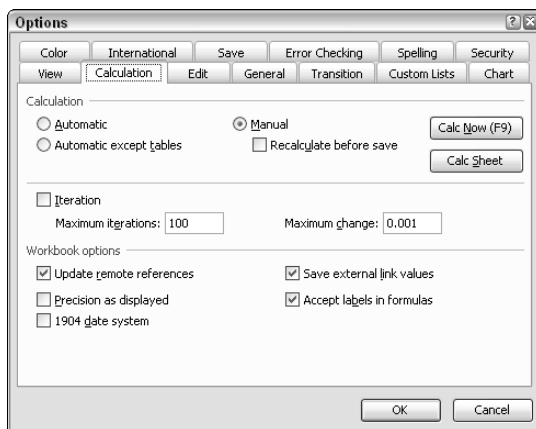 Options
Color International Save Error Checking Spelling Security
View Calculation Edit General Transition Custom Lists Chart
Calculation
Automatic Manual Calc Now (F9)
Automatic except tables Recalculate before save
Calc Sheet
Iteration
Maximum iterations: 100 Maximum change: 0.001
Workbook options
Update remote references Save external link values
Precision as displayed Accept labels in formulas
1904 date system
OK Cancel